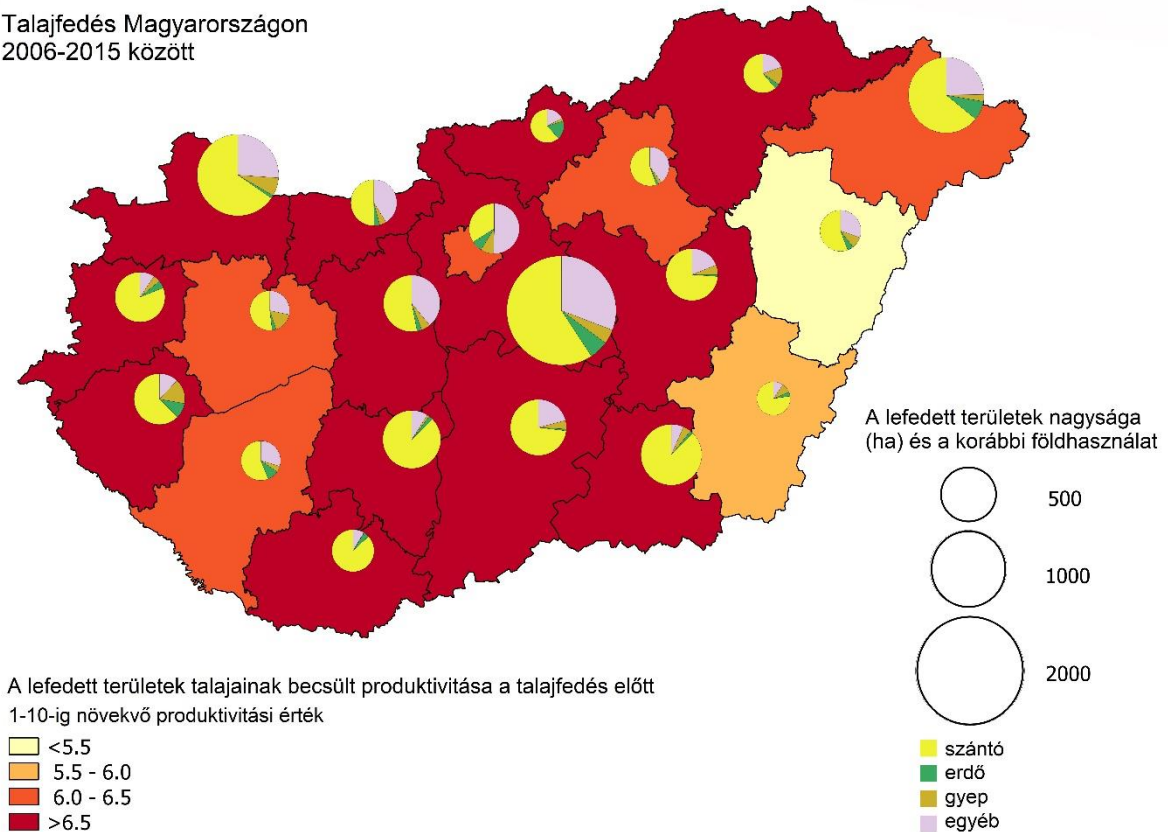 Talajfedés Magyarországon
2006-2015 között
A lefedett területek nagysága
(ha) és a korábbi földhasználat
500
1000
2000
szántó
erdő
gyep
egyéb
A lefedett területek talajainak becsült produktivitása a talajfedés előtt
1-10-ig növekvő produktivitási érték
<5.5
5.5 - 6.0
6.0 - 6.5
>6.5